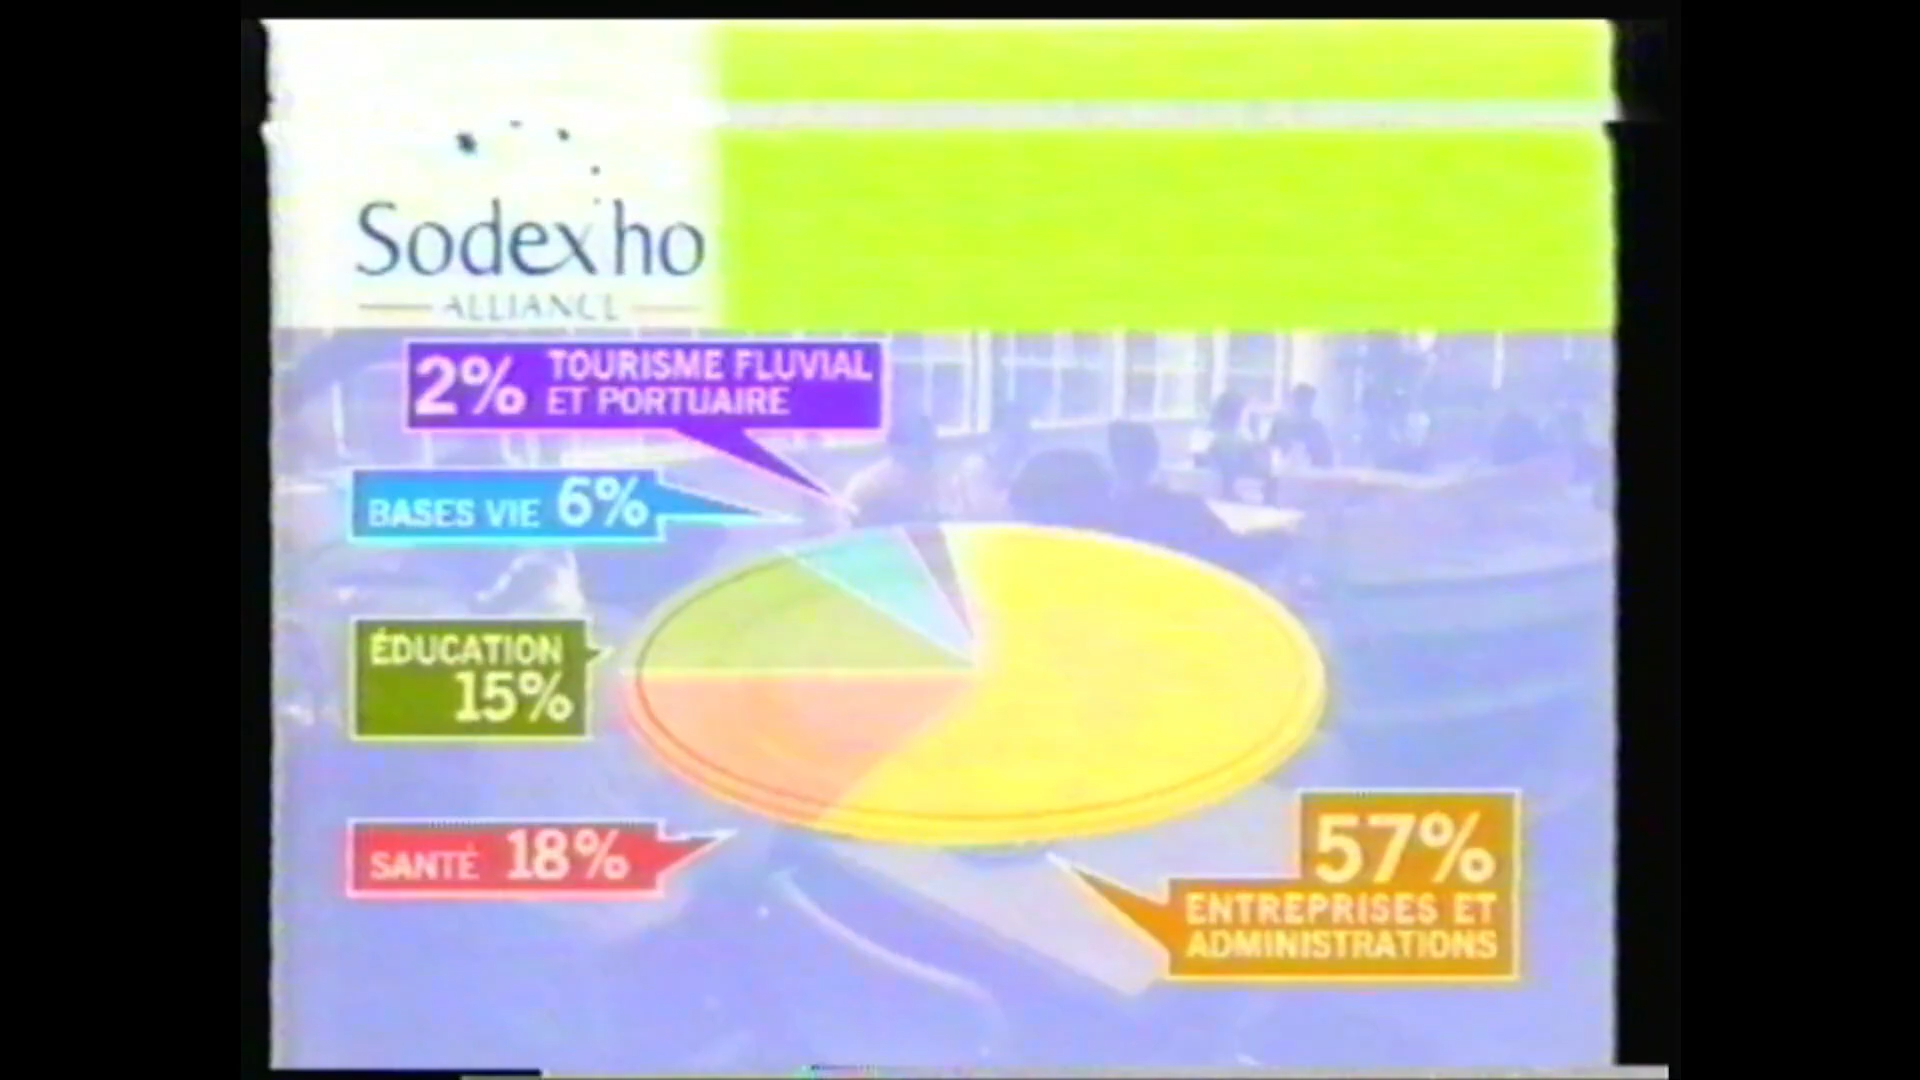 Sodexho
ALLIANCE
2% TOURISME FLUVIAL
ET PORTUAIRE
BASES VIE 6%
ÉDUCATION
15%
SANTÉ 18%
57%
ENTREPRISES ET
ADMINISTRATIONS